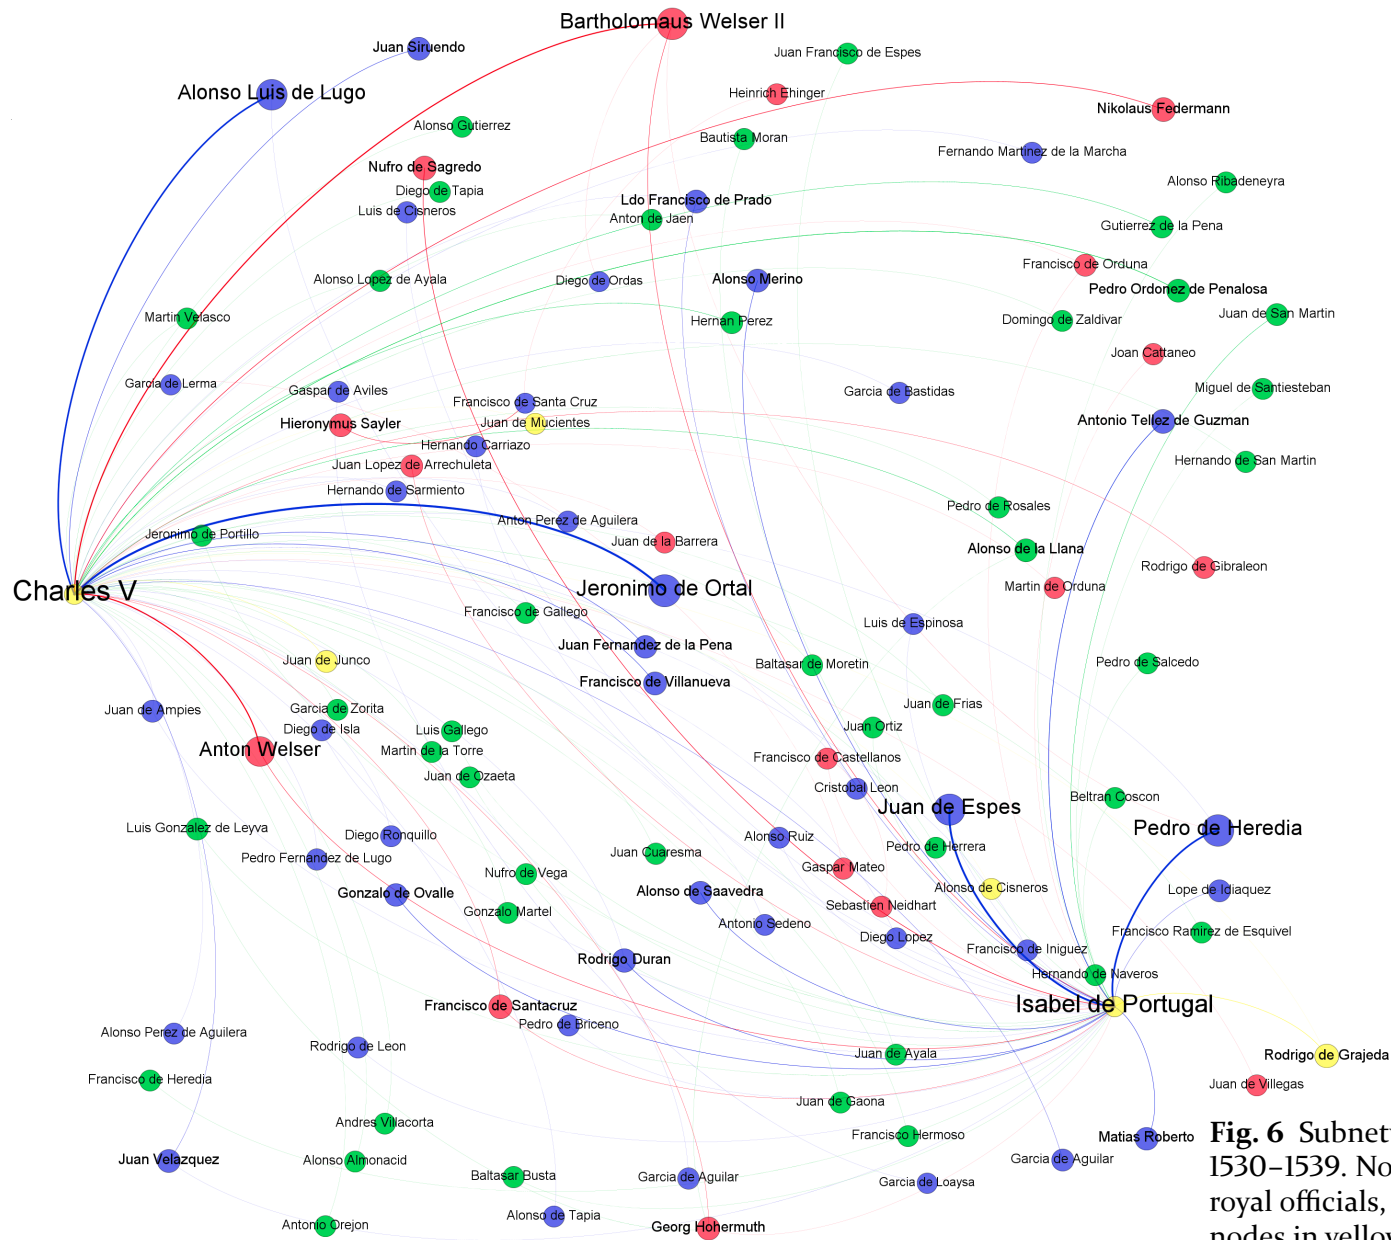 Bartholomaus Welser II
Juan Siruendo
Juan Francisco de Espes
Alonso Luis de Lugo
Heinrich Ehinger
Nikolaus Federmann
Alonso Gutierrez
Bautista Moran
Fernando Martinez de la Marcha
Nufro de Sagredo
Diego de Tapia
Alonso Ribadeneyra
Ldo Francisco de Prado
Luis de Cisneros
Anton de Jaen
Gutierrez de la Pena
Francisco de Orduna
Alonso Lopez de Ayala
Diego de Ordas
Alonso Merino
Pedro Ordonez de Penalosa
Martin Velasco
Hernan Perez
Domingo de Zaldivar
Juan de San Martin
Joan Cattaneo
Garcia de Lerma
Gaspar de Aviles
Garcia de Bastidas
Miguel de Santiesteban
Francisco de Santa Cruz
Hieronymus Sayler
Juan de Mucientes
Antonio Tellez de Guzman
Hernando Carriazo
Juan Lopez de Arrechuleta
Hernando de San Martin
Hernando de Sarmiento
Pedro de Rosales
Anton Perez de Aguilera
Jeronimo de Portillo
Juan de la Barrera
Alonso de la Llana
Rodrigo de Gibraleon
Charles V
Jeronimo de Ortal
Martin de Orduna
Francisco de Gallego
Luis de Espinosa
Juan Fernandez de la Pena
Juan de Junco
Baltasar de Moretin
Pedro de Salcedo
Francisco de Villanueva
Juan de Ampies
Garcia de Zorita
Juan de Frias
Diego de Isla
Luis Gallego
Juan Ortiz
Anton Welser
Martin de la Torre
Francisco de Castellanos
Juan de Ozaeta
Cristobal Leon
Beltran Coscon
Juan de Espes
Luis Gonzalez de Leyva
Diego Ronquillo
Alonso Ruiz
Pedro de Heredia
Pedro Fernandez de Lugo
Juan Cuaresma
Pedro de Herrera
Nufro de Vega
Gaspar Mateo
Gonzalo de Ovalle
Alonso de Saavedra
Alonso de Cisneros
Lope de Idiaquez
Gonzalo Martel
Sebastien Neidhart
Antonio Sedeno
Diego Lopez
Francisco Ramirez de Esquivel
Rodrigo Duran
Francisco de Iniguez
Hernando de Naveros
Francisco de Santacruz
Isabel de Portugal
Pedro de Briceno
Alonso Perez de Aguilera
Rodrigo de Leon
Juan de Ayala
Rodrigo de Grajeda
Francisco de Heredia
Juan de Villegas
Juan de Gaona
Andres Villacorta
Francisco Hermoso
Matias Roberto
Juan Velazquez
Alonso Almonacid
Garcia de Aguilar
Baltasar Busta
Garcia de Aguilar
Garcia de Loaysa
Alonso de Tapia
Antonio Orejon
Georg Hohermuth
Fig. 6 Subnet
1530–1539. No
royal officials,
nodes in yellow